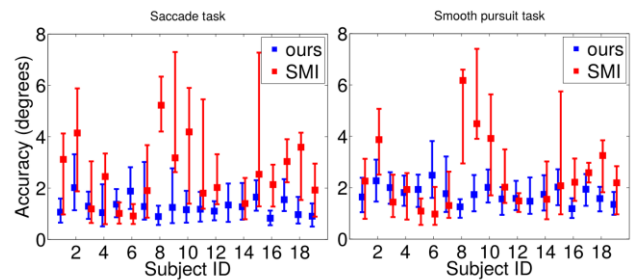 Saccade task
Smooth pursuit task
8
6
4
2
0
Accuracy (degrees)
ours
SMI
2 4 6 8 10 12 14 16 18
Subject ID
8
6
4
2
0
ours
SMI
2 4 6 8 10 12 14 16 18
Subject ID